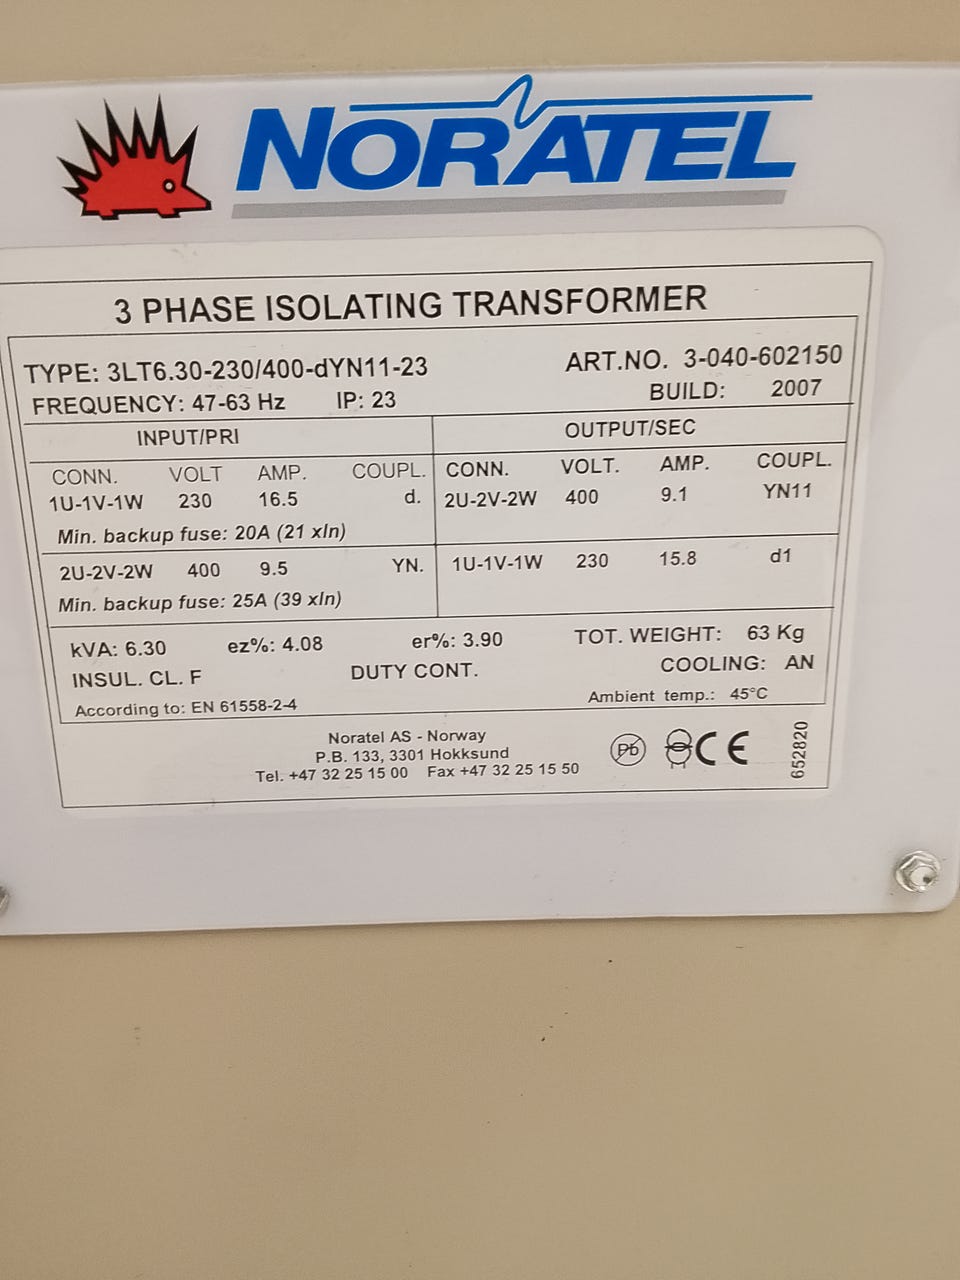 NORATEL
3 PHASE ISOLATING TRANSFORMER
TYPE: 3LT6.30-230/400-dYN11-23 ART.NO. 3-040-602150
FREQUENCY: 47-63 Hz IP: 23 BUILD: 2007
INPUT/PRI OUTPUT/SEC
CONN. VOLT AMP. COUPL. CONN. VOLT. AMP. COUPL.
1U-1V-1W 230 16.5 d. 2U-2V-2W 400 9.1 YN11
Min. backup fuse: 20A (21 xIn)
2U-2V-2W 400 9.5 YN. 1U-1V-1W 230 15.8 d1
Min. backup fuse: 25A (39 xIn)
kVA: 6.30 ez%: 4.08 er%: 3.90 TOT. WEIGHT: 63 Kg
INSUL. CL. F DUTY CONT. COOLING: AN
According to: EN 61558-2-4 Ambient temp.: 45°C
Noratel AS - Norway
P.B. 133, 3301 Hokksund
Tel. +47 32 25 15 00 Fax +47 32 25 15 50
Pb CE
652820